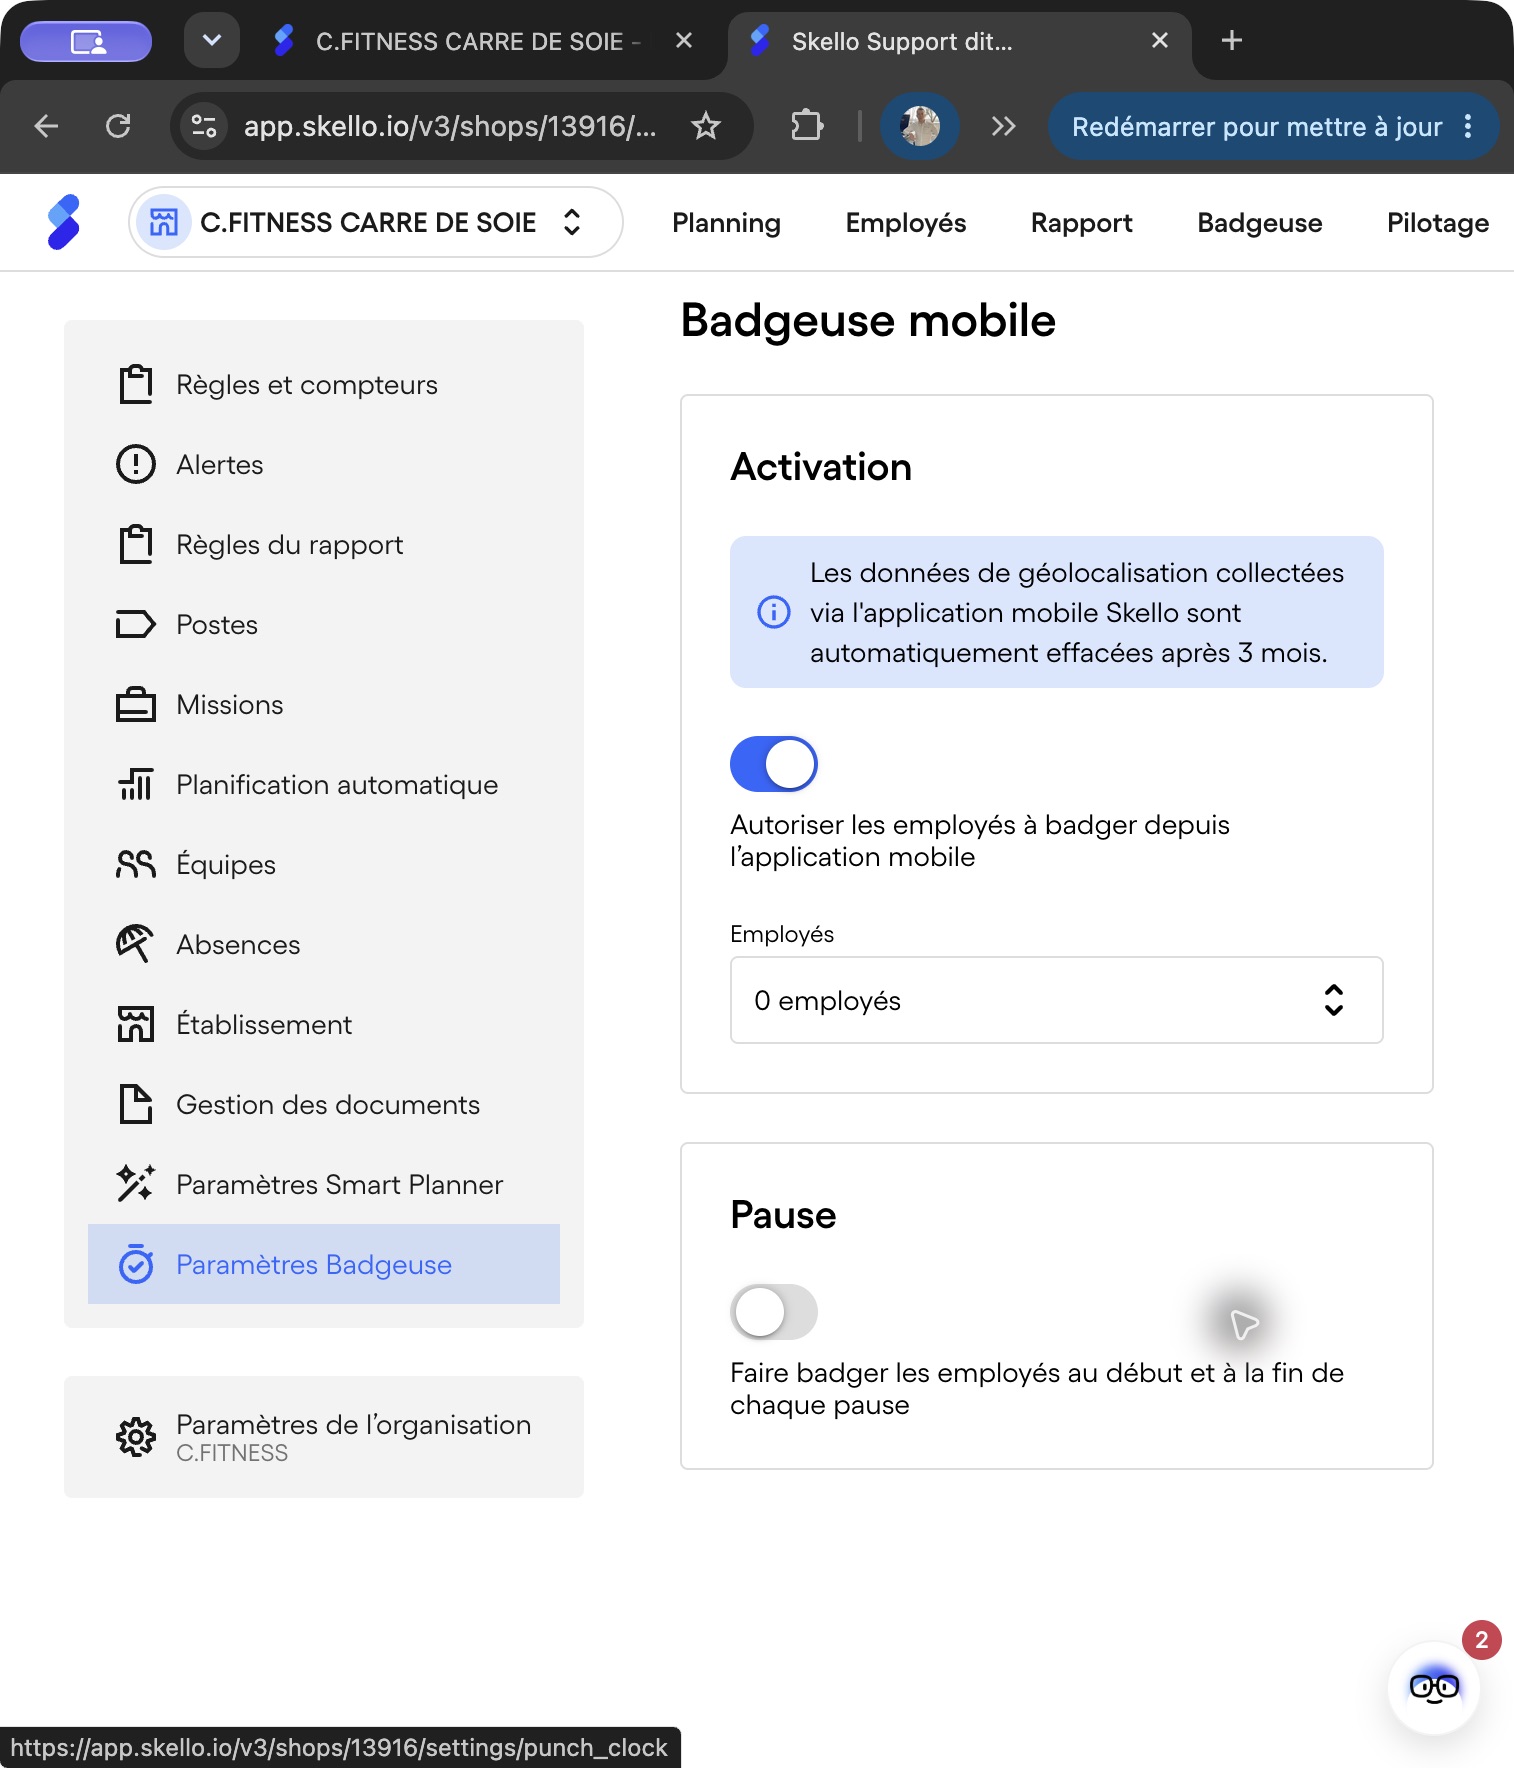 C.FITNESS CARRE DE SOIE -
Skello Support dit...
app.skello.io/v3/shops/13916/...
Redémarrer pour mettre à jour
C.FITNESS CARRE DE SOIE
Planning
Employés
Rapport
Badgeuse
Pilotage
Règles et compteurs
Alertes
Règles du rapport
Postes
Missions
Planification automatique
Équipes
Absences
Établissement
Gestion des documents
Paramètres Smart Planner
Paramètres Badgeuse
Paramètres de l’organisation
C.FITNESS
Badgeuse mobile
Activation
Les données de géolocalisation collectées
via l'application mobile Skello sont
automatiquement effacées après 3 mois.
Autoriser les employés à badger depuis
l’application mobile
Employés
0 employés
Pause
Faire badger les employés au début et à la fin de
chaque pause
2
https://app.skello.io/v3/shops/13916/settings/punch_clock